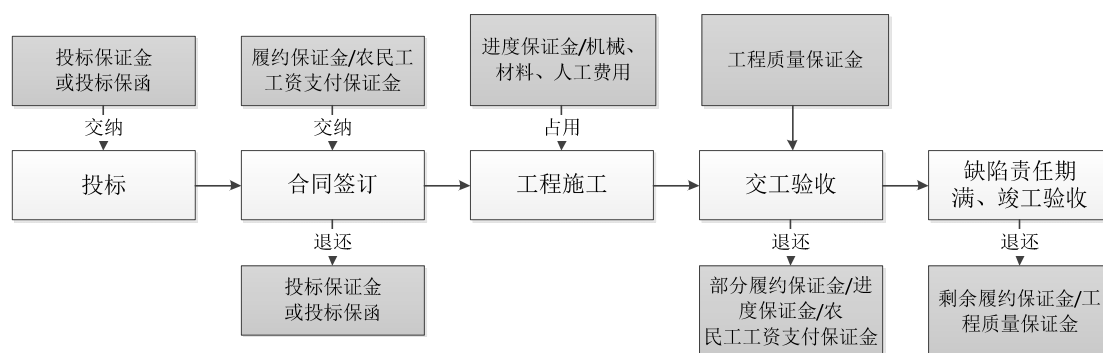 投标保证金
或投标保函
履约保证金/农民工
工资支付保证金
进度保证金/机械、
材料、人工费用
工程质量保证金
交纳
交纳
占用
投标
合同签订
工程施工
交工验收
缺陷责任期
满、竣工验收
退还
退还
退还
投标保证金
或投标保函
部分履约保证金/进
度保证金/农
民工工资支付保证金
剩余履约保证金/工
程质量保证金